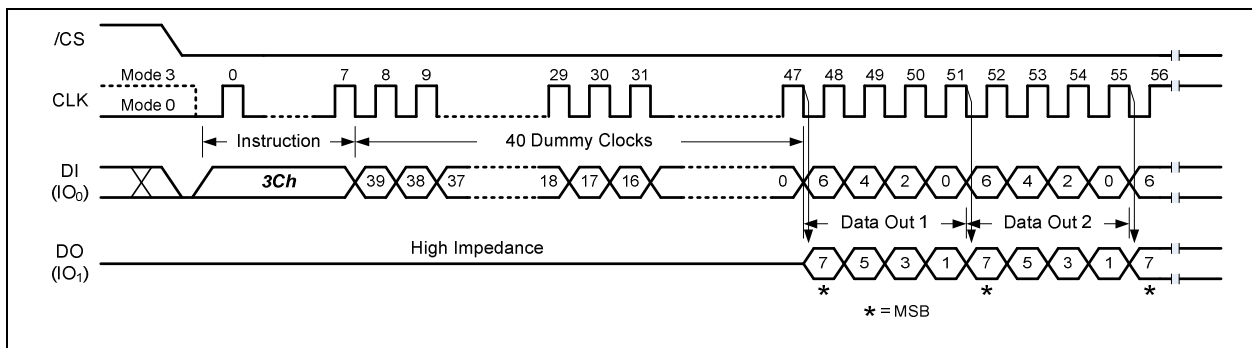 /CS
Mode 3 0 7 8 9 29 30 31 47 48 49 50 51 52 53 54 55 56
CLK Mode 0
Instruction 40 Dummy Clocks
DI 3Ch 39 38 37 18 17 16 0 6 4 2 0 6 4 2 0 6
(IO0)
Data Out 1 Data Out 2
DO High Impedance
(IO1) 7 5 3 1 7 5 3 1 7
* * *
* = MSB